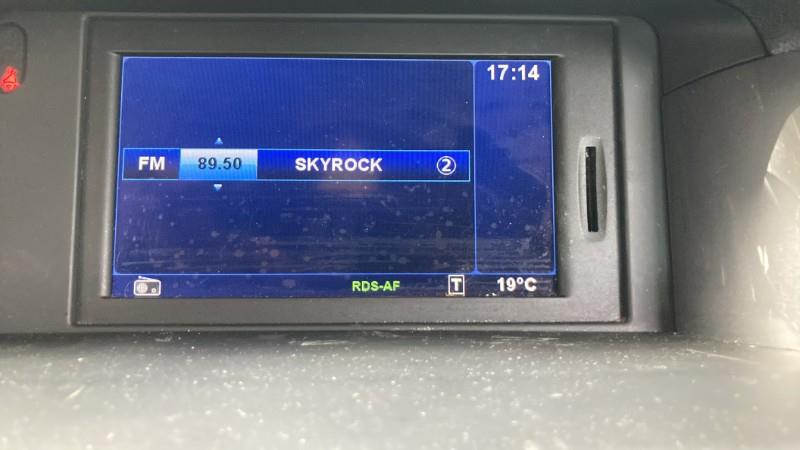 17:14
FM 89.50 SKYROCK ②
RDS-AF T 19°C